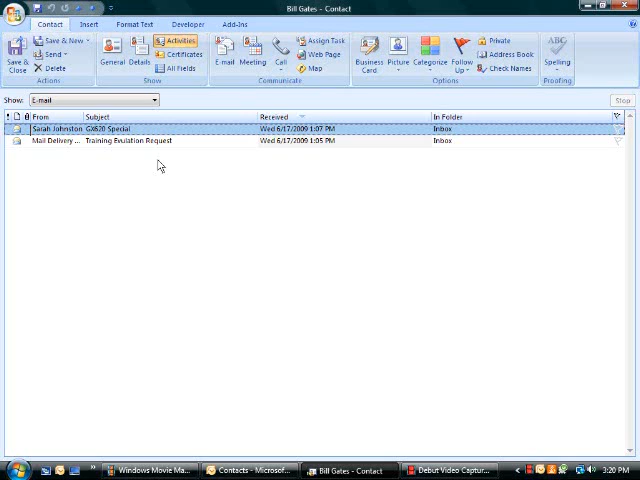 Bill Gates - Contact
Contact Insert Format Text Developer Add-Ins
Save & Close
Save & New
Send
Delete
Actions
General
Details
Activities
Certificates
All Fields
Show
E-mail
Meeting
Call
Assign Task
Web Page
Map
Communicate
Business Card
Picture
Categorize
Follow Up
Private
Address Book
Check Names
Options
ABC
Spelling
Proofing
Show: E-mail
Stop
! From Subject Received In Folder
Sarah Johnston GX620 Special Wed 6/17/2009 1:07 PM Inbox
Mail Delivery ... Training Evulation Request Wed 6/17/2009 1:05 PM Inbox
» Windows Movie Ma... Contacts - Microsof... Bill Gates - Contact Debut Video Captur... < 3:20 PM